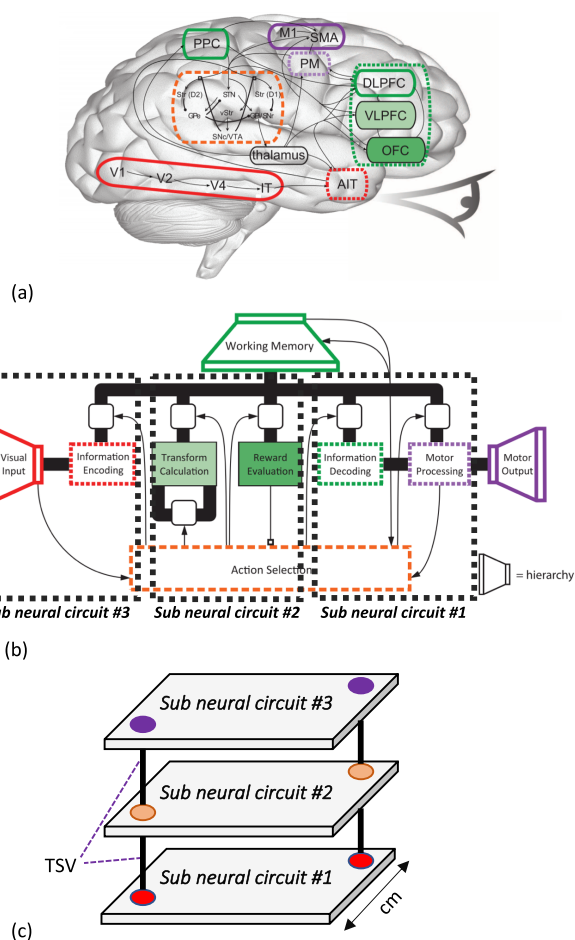 PPC
M1
SMA
PM
DLPFC
VLPFC
OFC
Str (D2)
STN
Str (D1)
GPe
vStr
SNc/VTA
thalamus
V1
V2
V4
IT
AIT
(a)
Working Memory
Visual
Input
Information
Encoding
Transform
Calculation
Reward
Evaluation
Information
Decoding
Motor
Processing
Motor
Output
Action Selection
= hierarchy
b neural circuit #3
Sub neural circuit #2
Sub neural circuit #1
(b)
Sub neural circuit #3
Sub neural circuit #2
TSV
Sub neural circuit #1
cm
(c)